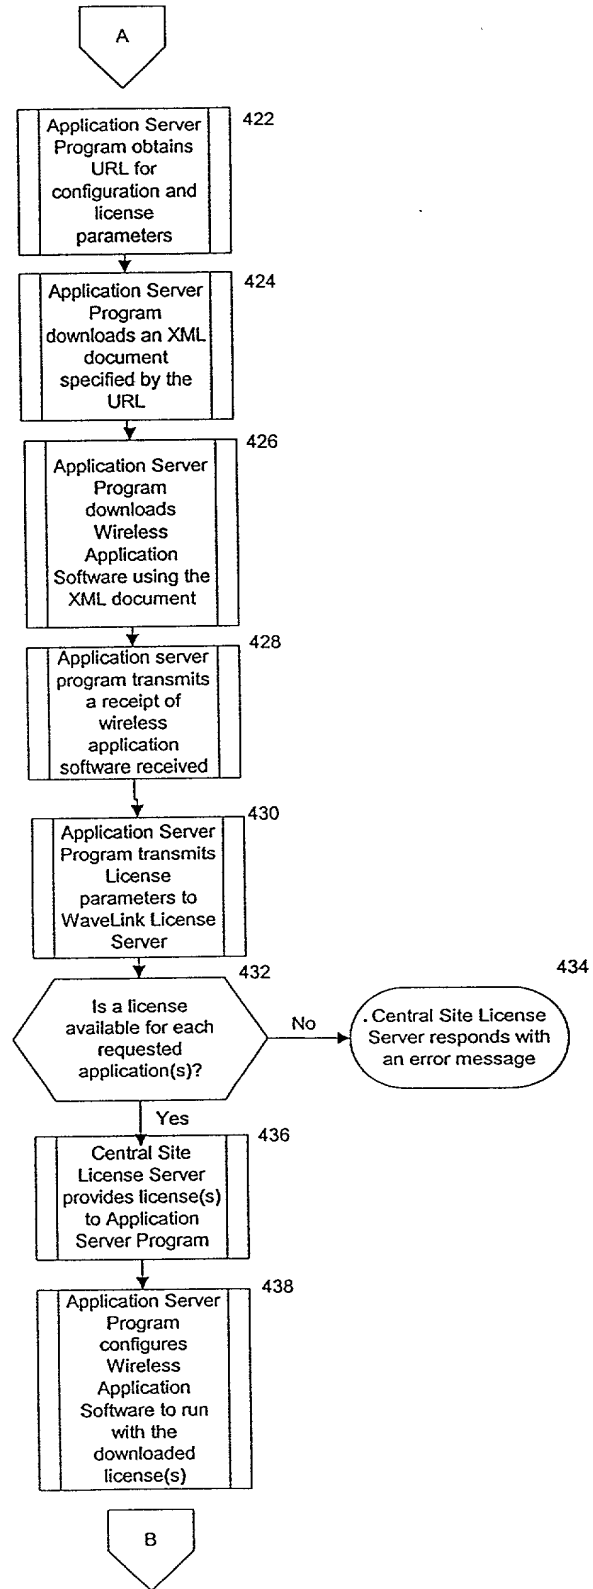 A
422
Application Server
Program obtains
URL for
configuration and
license
parameters
424
Application Server
Program
downloads an XML
document
specified by the
URL
426
Application Server
Program
downloads
Wireless
Application
Software using the
XML document
428
Application server
program transmits
a receipt of
wireless
application
software received
430
Application Server
Program transmits
License
parameters to
WaveLink License
Server
432
Is a license
available for each
requested
application(s)?
No
434
Central Site License
Server responds with
an error message
Yes
436
Central Site
License Server
provides license(s)
to Application
Server Program
438
Application Server
Program
configures
Wireless
Application
Software to run
with the
downloaded
license(s)
B